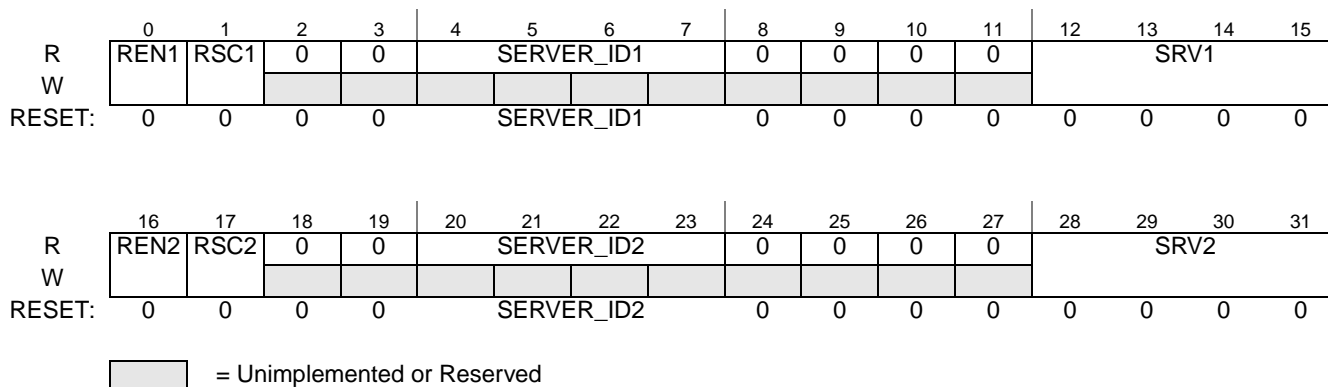 0 1 2 3 4 5 6 7 8 9 10 11 12 13 14 15
R REN1 RSC1 0 0 SERVER_ID1 0 0 0 0 SRV1
W
RESET: 0 0 0 0 SERVER_ID1 0 0 0 0 0 0 0 0
16 17 18 19 20 21 22 23 24 25 26 27 28 29 30 31
R REN2 RSC2 0 0 SERVER_ID2 0 0 0 0 SRV2
W
RESET: 0 0 0 0 SERVER_ID2 0 0 0 0 0 0 0 0
= Unimplemented or Reserved